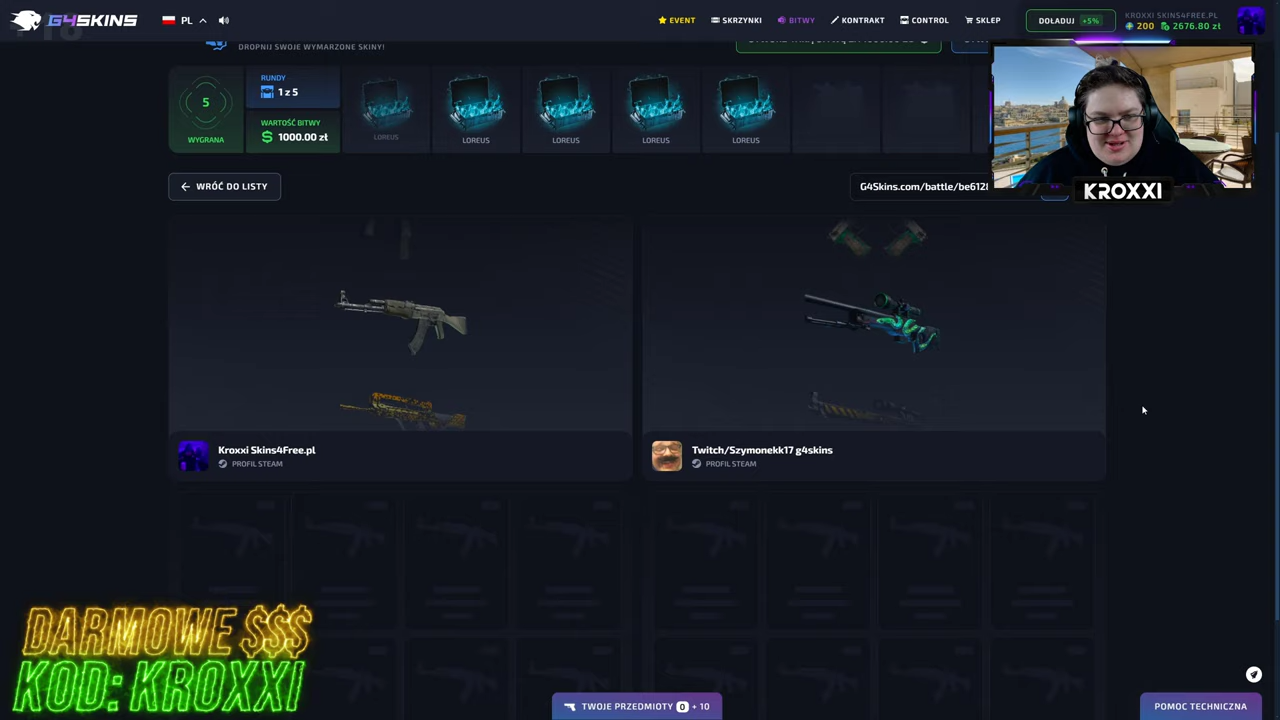 G4SKINS
PL
EVENT
SKRZYNKI
BITWY
KONTRAKT
CONTROL
SKLEP
DOŁADUJ +5%
KROXXI SKINS4FREE.PL
200 2676.80 zł
DROPNIJ SWOJE WYMARZONE SKINY!
5
WYGRANA
RUNDY
1 z 5
WARTOŚĆ BITWY
1000.00 zł
LOREUS
LOREUS
LOREUS
LOREUS
LOREUS
WRÓĆ DO LISTY
G4Skins.com/battle/be6128
KROXXI
Kroxxi Skins4Free.pl
PROFIL STEAM
Twitch/Szymonekk17 g4skins
PROFIL STEAM
DARMOWE $$$
KOD: KROXXI
TWOJE PRZEDMIOTY 0 + 10
POMOC TECHNICZNA